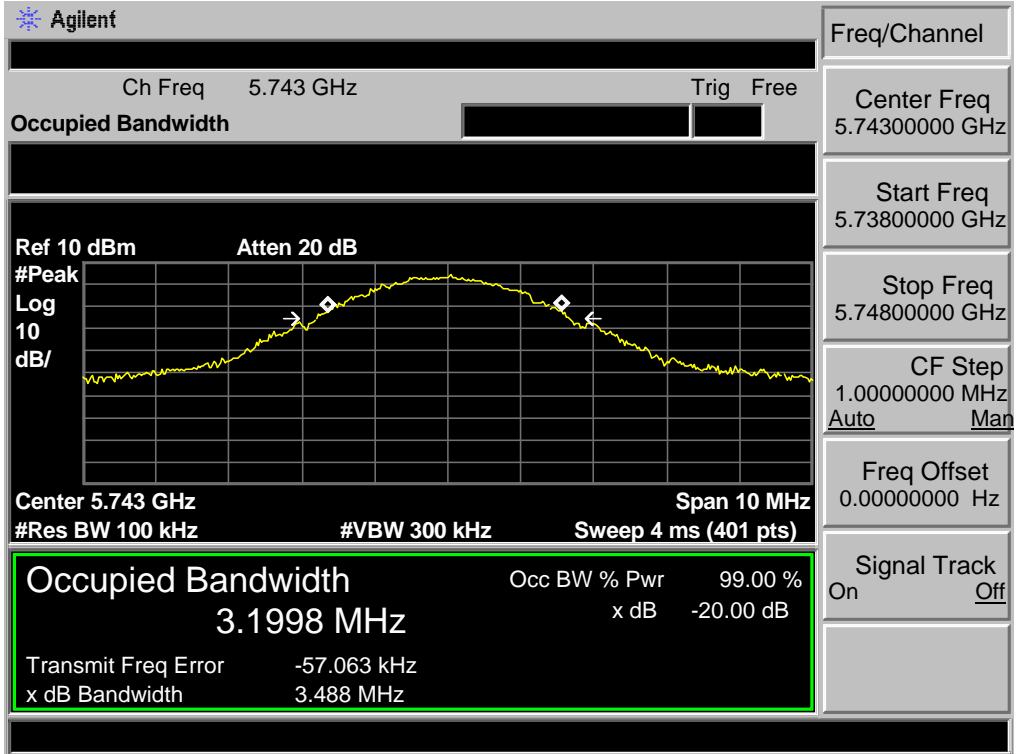 Agilent
Freq/Channel
Ch Freq 5.743 GHz Trig Free
Occupied Bandwidth
Center Freq
5.74300000 GHz
Start Freq
5.73800000 GHz
Ref 10 dBm Atten 20 dB
#Peak
Log
10
dB/
Stop Freq
5.74800000 GHz
CF Step
1.00000000 MHz
Auto Man
Freq Offset
0.00000000 Hz
Center 5.743 GHz Span 10 MHz
#Res BW 100 kHz #VBW 300 kHz Sweep 4 ms (401 pts)
Signal Track
On Off
Occupied Bandwidth Occ BW % Pwr 99.00 %
3.1998 MHz x dB -20.00 dB
Transmit Freq Error -57.063 kHz
x dB Bandwidth 3.488 MHz